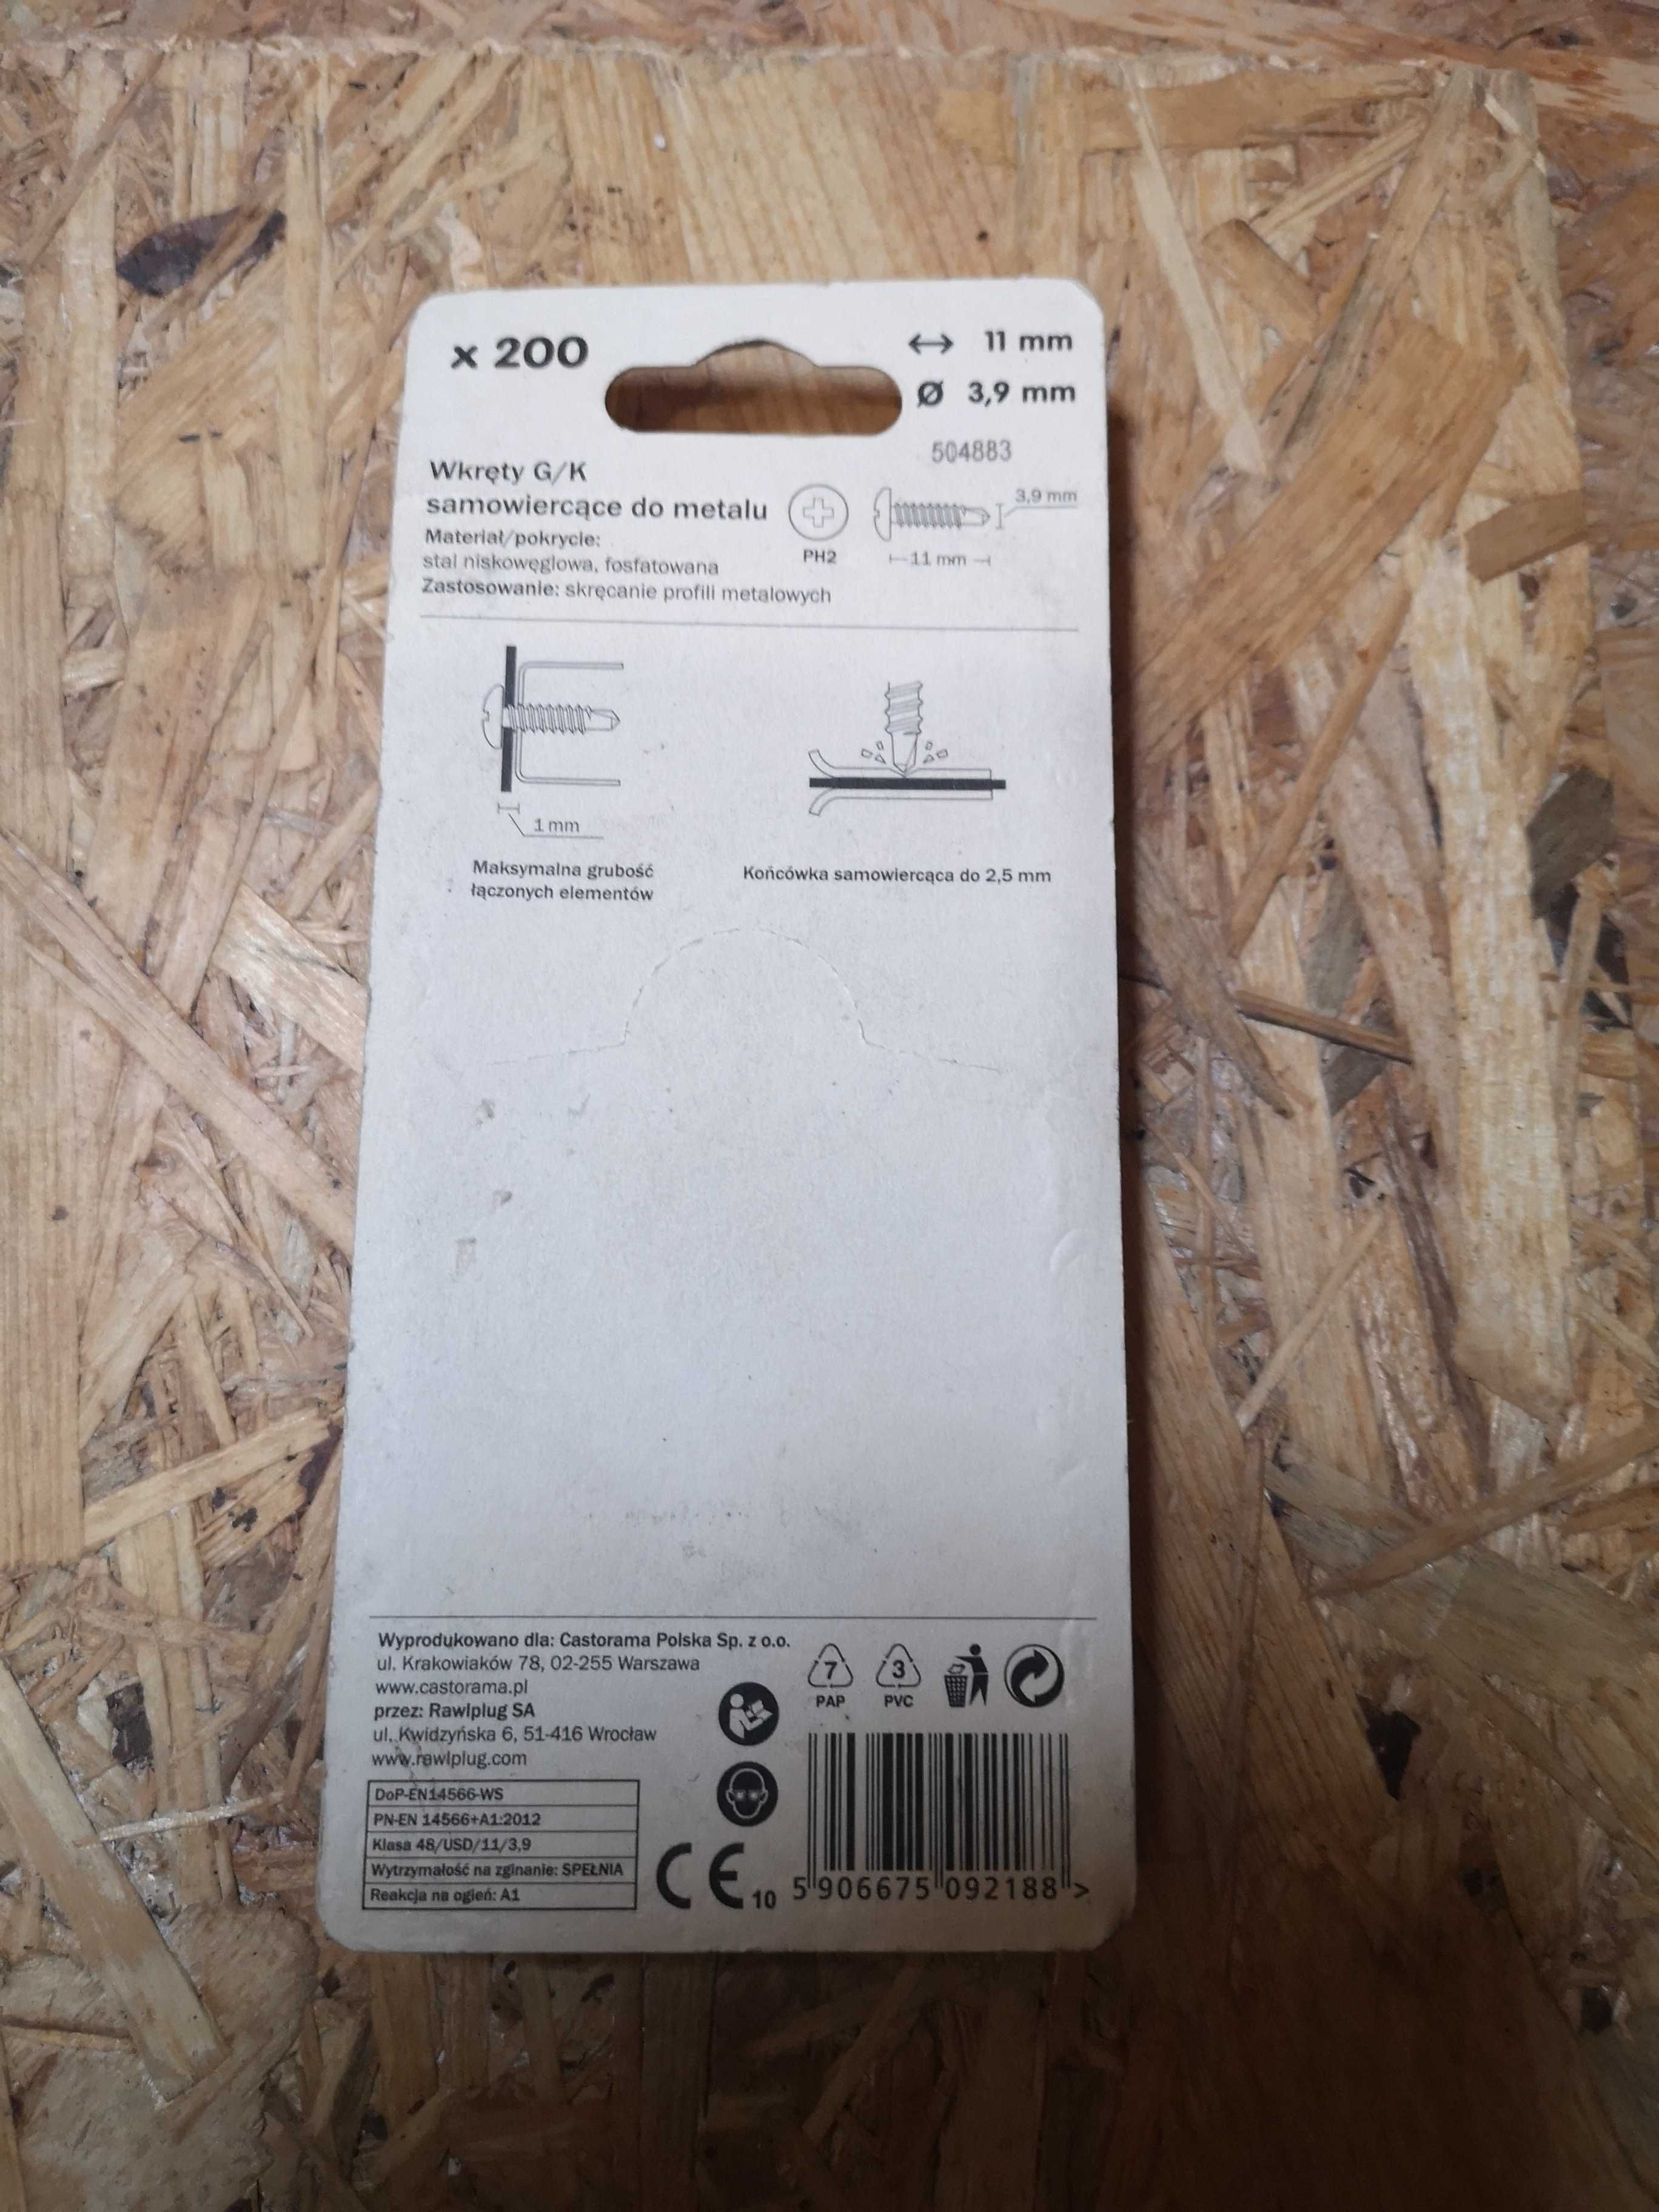 x 200
↔ 11 mm
Ø 3,9 mm
504883
Wkręty G/K
samowiercące do metalu
Materiał/pokrycie:
stal niskowęglowa, fosfatowana
Zastosowanie: skręcanie profili metalowych
PH2
3,9 mm
11 mm
1 mm
Maksymalna grubość
łączonych elementów
Końcówka samowiercąca do 2,5 mm
Wyprodukowano dla: Castorama Polska Sp. z o.o.
ul. Krakowiaków 78, 02-255 Warszawa
www.castorama.pl
przez: Rawlplug SA
ul. Kwidzyńska 6, 51-416 Wrocław
www.rawlplug.com
7
PAP
3
PVC
DoP-EN14566-WS
PN-EN 14566+A1:2012
Klasa 48/USD/11/3,9
Wytrzymałość na zginanie: SPEŁNIA
Reakcja na ogień: A1
CE 10
5 906675 092188 >